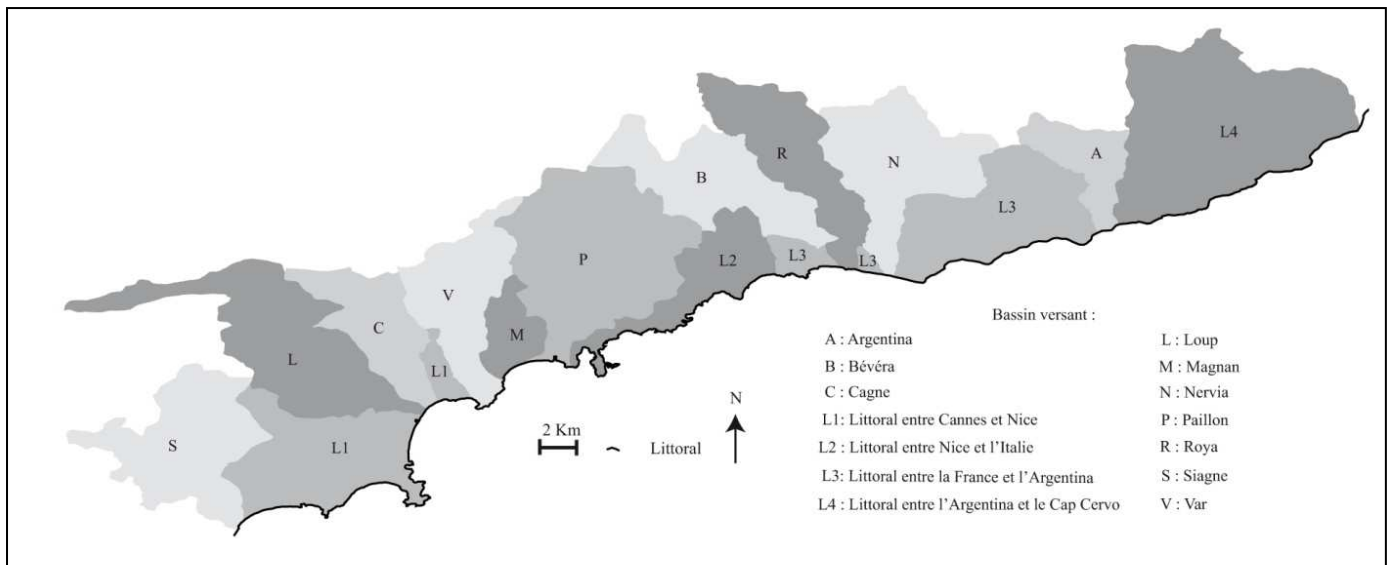 L4
R
A
N
B
L3
P
L2
L3
L3
V
C
M
L
L1
S
L1
N
2 Km
Littoral
Bassin versant :
A : Argentina
B : Bévéra
C : Cagne
L1: Littoral entre Cannes et Nice
L2 : Littoral entre Nice et l’Italie
L3: Littoral entre la France et l’Argentina
L4 : Littoral entre l’Argentina et le Cap Cervo
L : Loup
M : Magnan
N : Nervia
P : Paillon
R : Roya
S : Siagne
V : Var